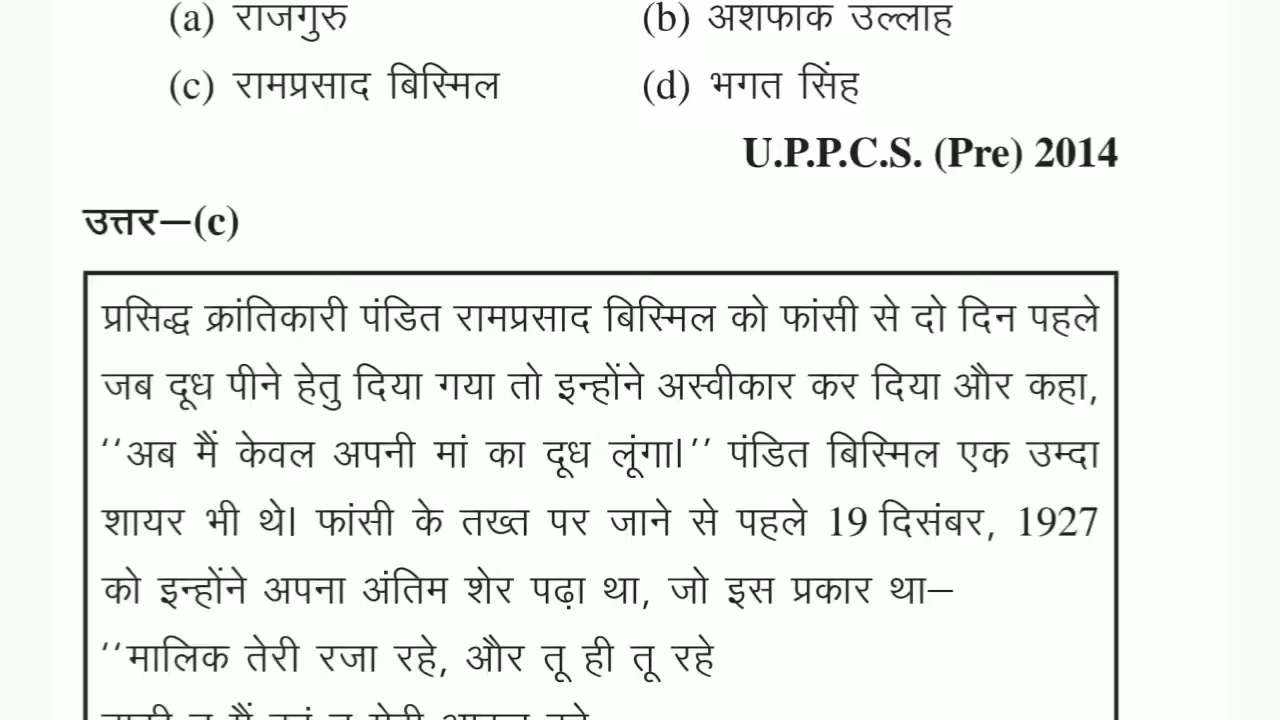 (a) राजगुरु (b) अशफाक उल्लाह
(c) रामप्रसाद बिस्मिल (d) भगत सिंह
U.P.P.C.S. (Pre) 2014
उत्तर—(c)
प्रसिद्ध क्रांतिकारी पंडित रामप्रसाद बिस्मिल को फांसी से दो दिन पहले
जब दूध पीने हेतु दिया गया तो इन्होंने अस्वीकार कर दिया और कहा,
‘‘अब मैं केवल अपनी मां का दूध लूंगा।’’ पंडित बिस्मिल एक उम्दा
शायर भी थे। फांसी के तख्त पर जाने से पहले 19 दिसंबर, 1927
को इन्होंने अपना अंतिम शेर पढ़ा था, जो इस प्रकार था—
‘‘मालिक तेरी रजा रहे, और तू ही तू रहे